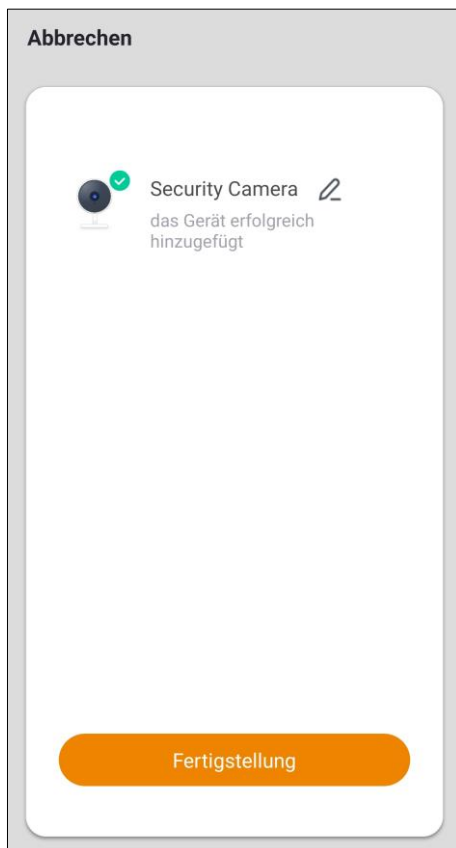 Abbrechen
Security Camera
das Gerät erfolgreich
hinzugefügt
Fertigstellung